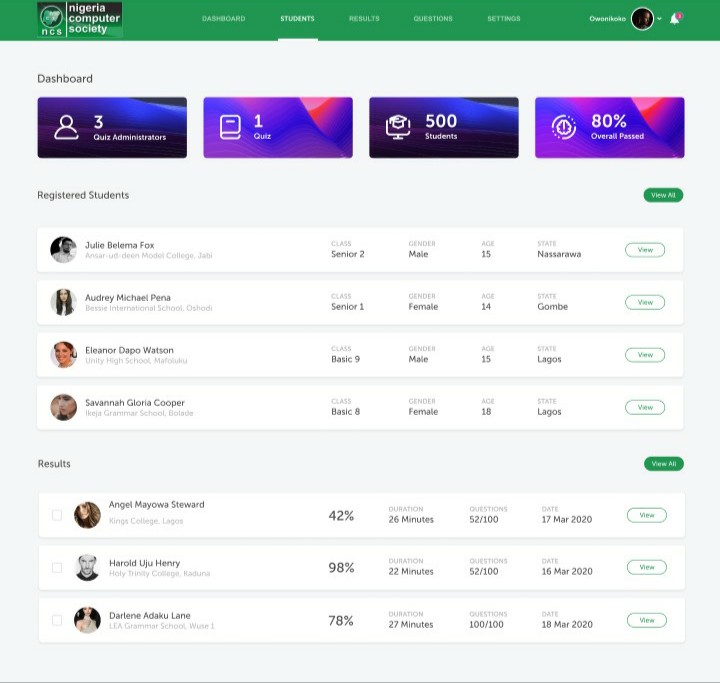 nigeria
computer
society
ncs
DASHBOARD STUDENTS RESULTS QUESTIONS SETTINGS Owonikoko
Dashboard
3
Quiz Administrators
1
Quiz
500
Students
80%
Overall Passed
Registered Students View All
Julie Belema Fox
Ansar-ud-deen Model College, Jabi
CLASS GENDER AGE STATE
Senior 2 Male 15 Nassarawa
View
Audrey Michael Pena
Bessie International School, Oshodi
CLASS GENDER AGE STATE
Senior 1 Female 14 Gombe
View
Eleanor Dapo Watson
Unity High School, Mafoluku
CLASS GENDER AGE STATE
Basic 9 Male 15 Lagos
View
Savannah Gloria Cooper
Ikeja Grammar School, Bolade
CLASS GENDER AGE STATE
Basic 8 Female 18 Lagos
View
Results View All
Angel Mayowa Steward
Kings College, Lagos
42%
DURATION QUESTIONS DATE
26 Minutes 52/100 17 Mar 2020
View
Harold Uju Henry
Holy Trinity College, Kaduna
98%
DURATION QUESTIONS DATE
22 Minutes 52/100 16 Mar 2020
View
Darlene Adaku Lane
LEA Grammar School, Wuse 1
78%
DURATION QUESTIONS DATE
27 Minutes 100/100 18 Mar 2020
View